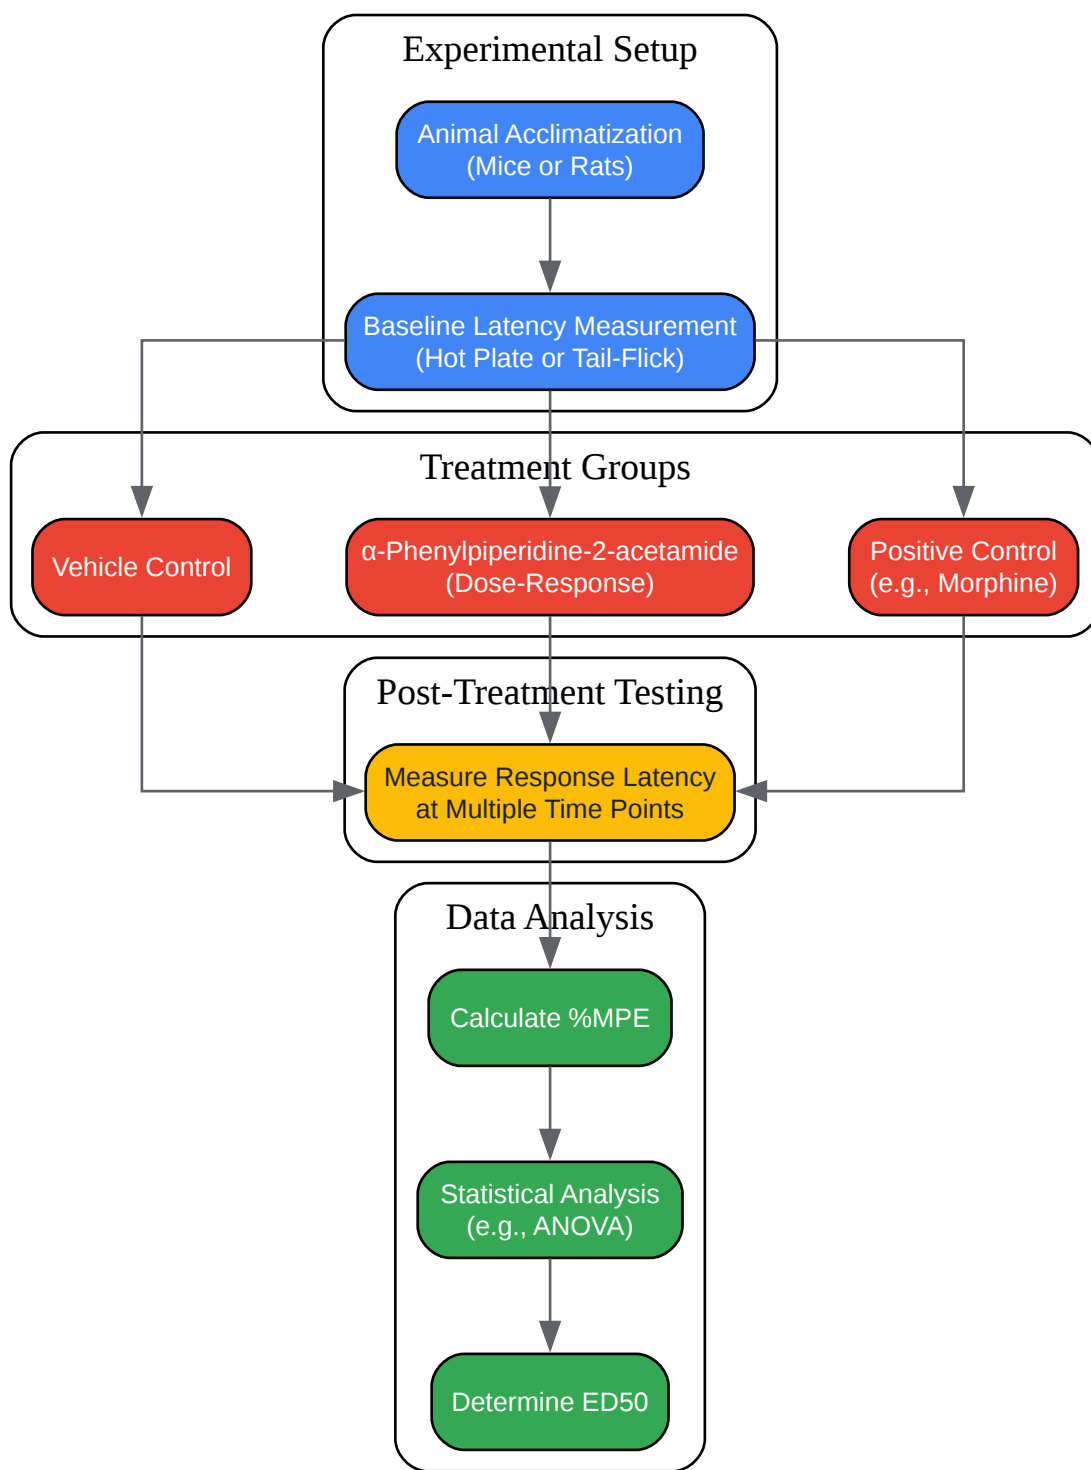 Experimental Setup
Animal Acclimatization
(Mice or Rats)
Baseline Latency Measurement
(Hot Plate or Tail-Flick)
Treatment Groups
Vehicle Control
α-Phenylpiperidine-2-acetamide
(Dose-Response)
Positive Control
(e.g., Morphine)
Post-Treatment Testing
Measure Response Latency
at Multiple Time Points
Data Analysis
Calculate %MPE
Statistical Analysis
(e.g., ANOVA)
Determine ED50